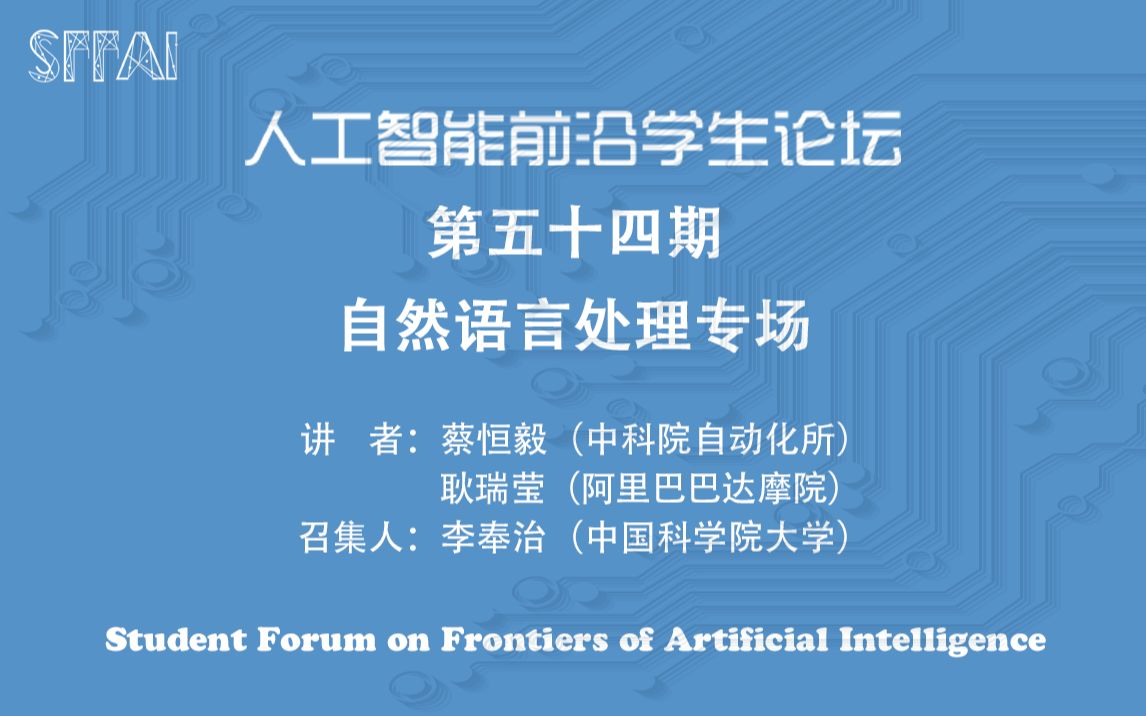 SFFAI
人工智能前沿学生论坛
第五十四期
自然语言处理专场
讲 者：蔡恒毅（中科院自动化所）
耿瑞莹（阿里巴巴达摩院）
召集人：李奉治（中国科学院大学）
Student Forum on Frontiers of Artificial Intelligence